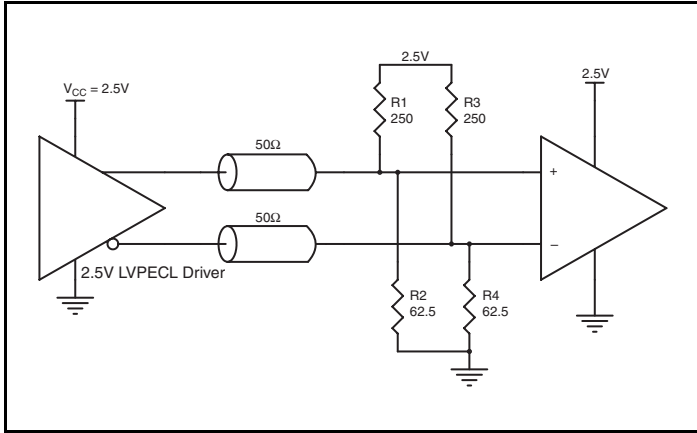 2.5V
V_CC = 2.5V
2.5V
R1
250
R3
250
50Ω
+
50Ω
–
2.5V LVPECL Driver
R2
62.5
R4
62.5